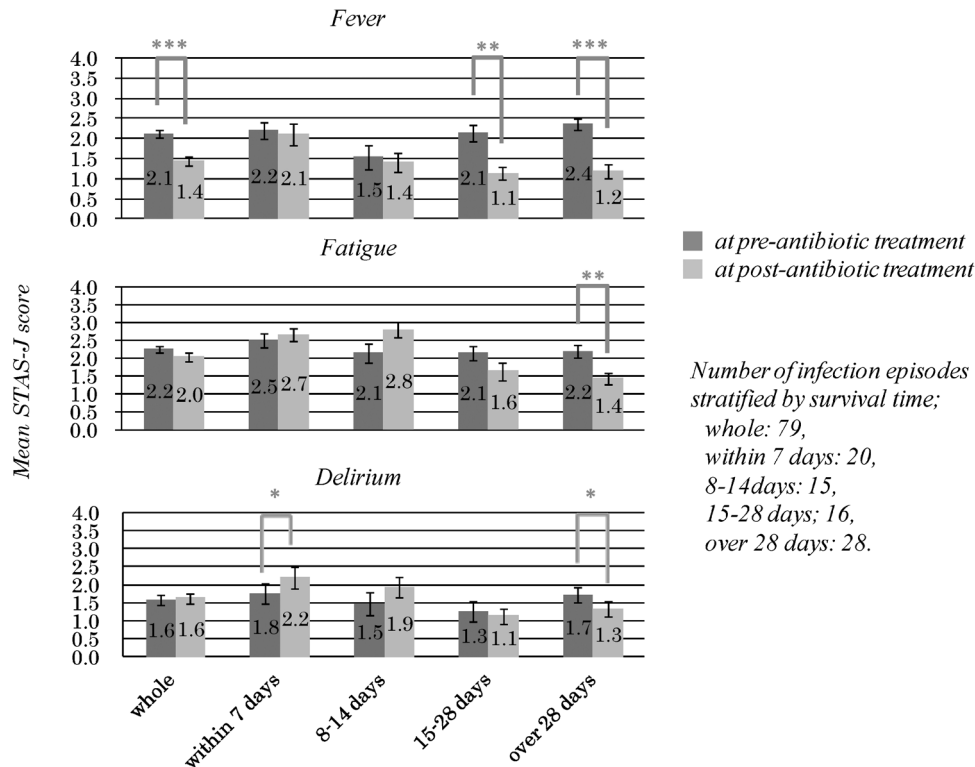 Fever
***
**
***
4.0
3.5
3.0
2.5
2.0
1.5
1.0
0.5
0.0
2.1 1.4 2.2 2.1 1.5 1.4 2.1 1.1 2.4 1.2
Fatigue
**
4.0
3.5
3.0
2.5
2.0
1.5
1.0
0.5
0.0
2.2 2.0 2.5 2.7 2.1 2.8 2.1 1.6 2.2 1.4
Delirium
*
*
4.0
3.5
3.0
2.5
2.0
1.5
1.0
0.5
0.0
1.6 1.6 1.8 2.2 1.5 1.9 1.3 1.1 1.7 1.3
whole
within 7 days
8-14 days
15-28 days
over 28 days
Mean STAS-J score
at pre-antibiotic treatment
at post-antibiotic treatment
Number of infection episodes
stratified by survival time;
whole: 79,
within 7 days: 20,
8-14days: 15,
15-28 days; 16,
over 28 days: 28.